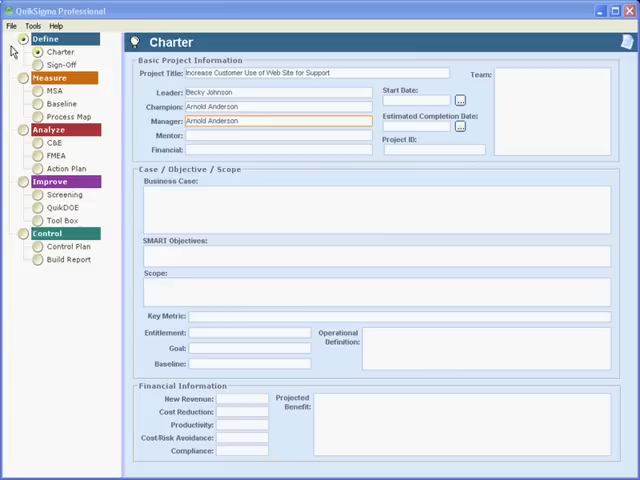 QuikSigma Professional
File Tools Help
Define
Charter
Sign-Off
Measure
MSA
Baseline
Process Map
Analyze
C&E
FMEA
Action Plan
Improve
Screening
QuikDOE
Tool Box
Control
Control Plan
Build Report
Charter
Basic Project Information
Project Title: Increase Customer Use of Web Site for Support
Leader: Becky Johnson
Champion: Arnold Anderson
Manager: Arnold Anderson
Mentor:
Financial:
Start Date: ...
Estimated Completion Date: ...
Project ID:
Team:
Case / Objective / Scope
Business Case:
SMART Objectives:
Scope:
Key Metric:
Entitlement:
Goal:
Baseline:
Operational
Definition:
Financial Information
New Revenue:
Cost Reduction:
Productivity:
Cost/Risk Avoidance:
Compliance:
Projected
Benefit: